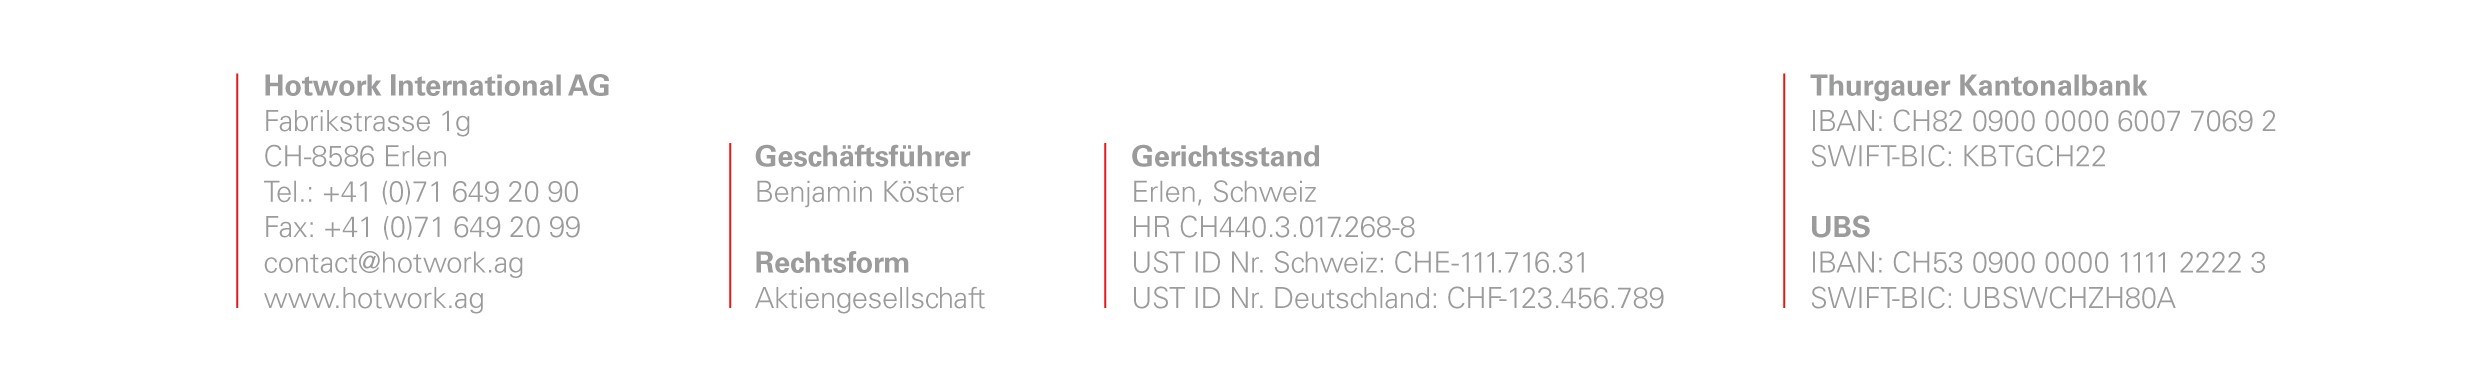 Hotwork International AG
Fabrikstrasse 1g
CH-8586 Erlen
Tel.: +41 (0)71 649 20 90
Fax: +41 (0)71 649 20 99
contact@hotwork.ag
www.hotwork.ag
Geschäftsführer
Benjamin Köster
Rechtsform
Aktiengesellschaft
Gerichtsstand
Erlen, Schweiz
HR CH440.3.017.268-8
UST ID Nr. Schweiz: CHE-111.716.31
UST ID Nr. Deutschland: CHF-123.456.789
Thurgauer Kantonalbank
IBAN: CH82 0900 0000 6007 7069 2
SWIFT-BIC: KBTGCH22
UBS
IBAN: CH53 0900 0000 1111 2222 3
SWIFT-BIC: UBSWCHZH80A